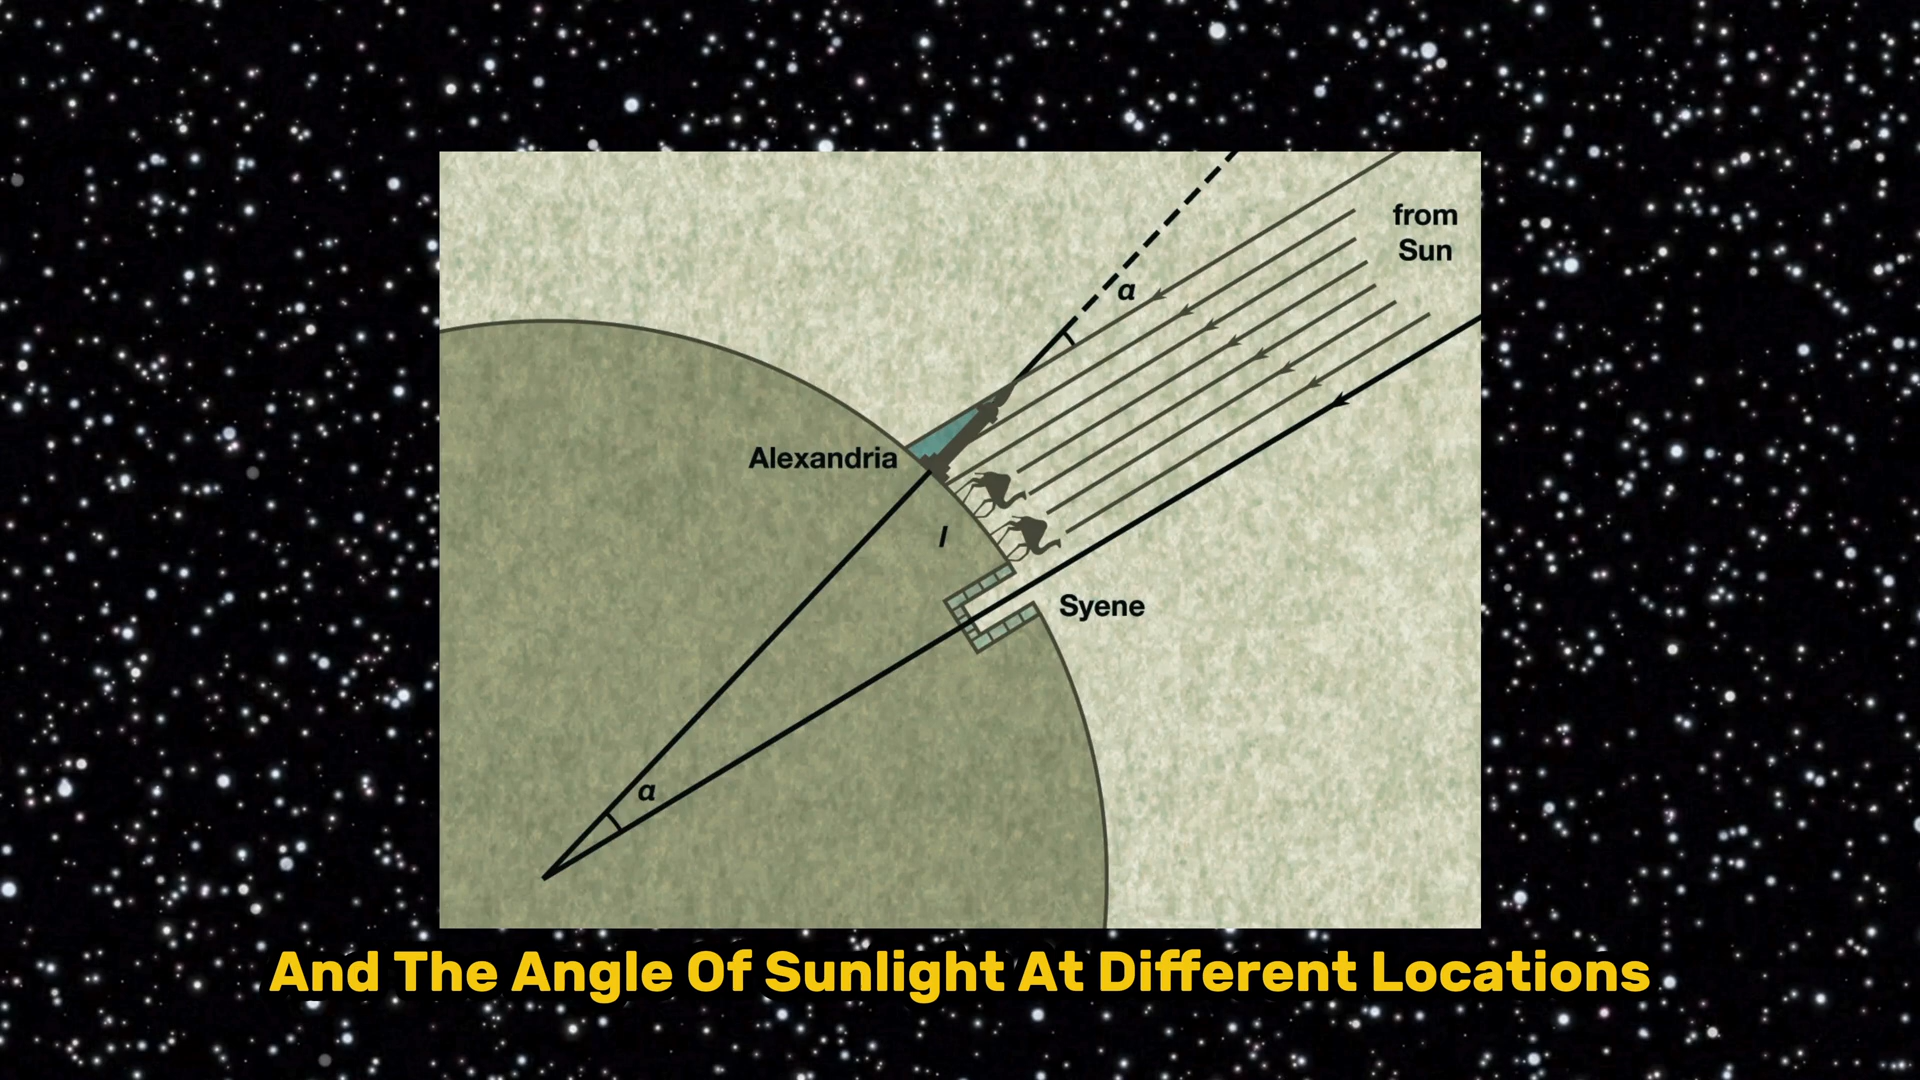 from
Sun
α
Alexandria
l
Syene
α
And The Angle Of Sunlight At Different Locations